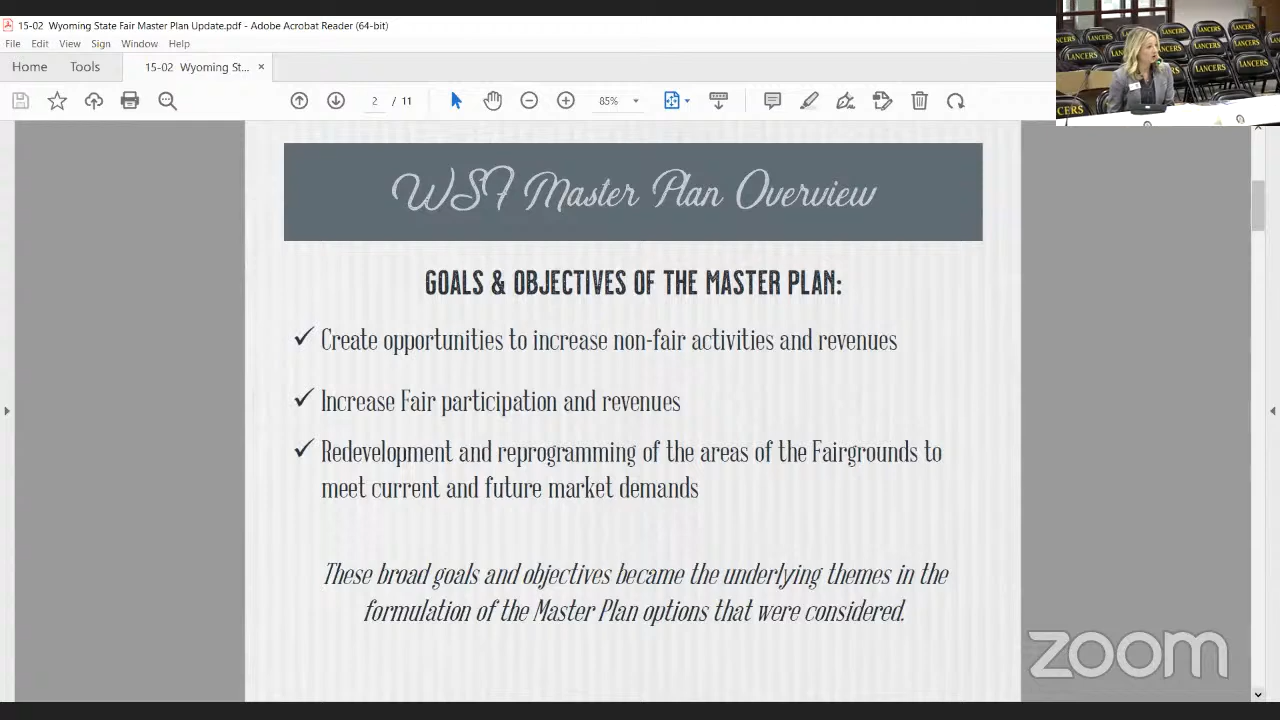 15-02 Wyoming State Fair Master Plan Update.pdf - Adobe Acrobat Reader (64-bit)
File Edit View Sign Window Help
Home Tools 15-02 Wyoming St... ×
2 / 11 85%
WSF Master Plan Overview
GOALS & OBJECTIVES OF THE MASTER PLAN:
✓ Create opportunities to increase non-fair activities and revenues
✓ Increase Fair participation and revenues
✓ Redevelopment and reprogramming of the areas of the Fairgrounds to
meet current and future market demands
These broad goals and objectives became the underlying themes in the
formulation of the Master Plan options that were considered.
zoom
LANCERS
LANCERS
LANCERS
LANCERS